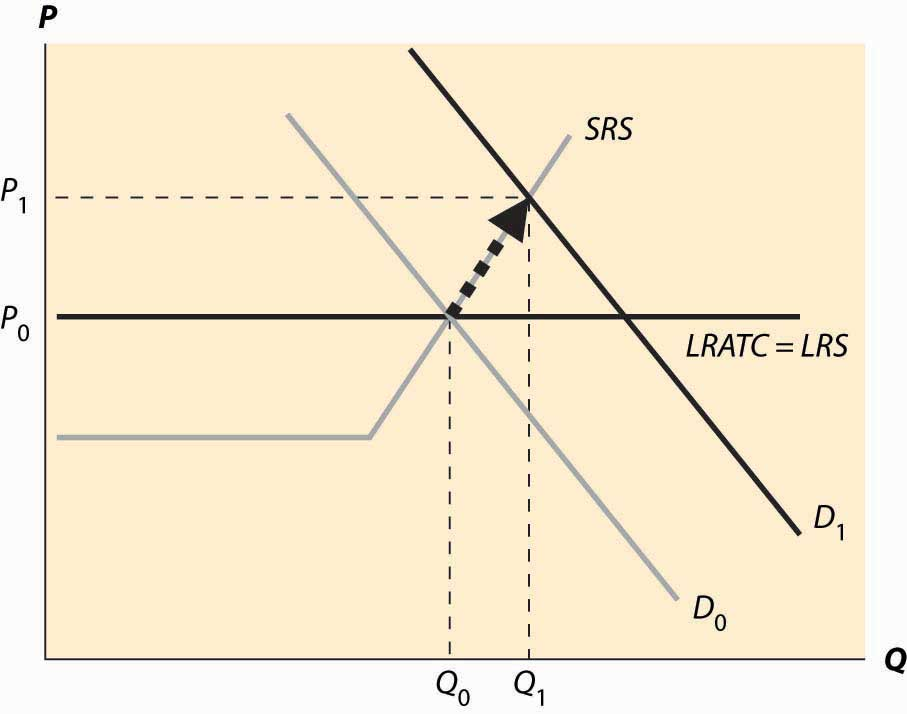 P
SRS
P1
P0
LRATC = LRS
D1
D0
Q
Q0
Q1